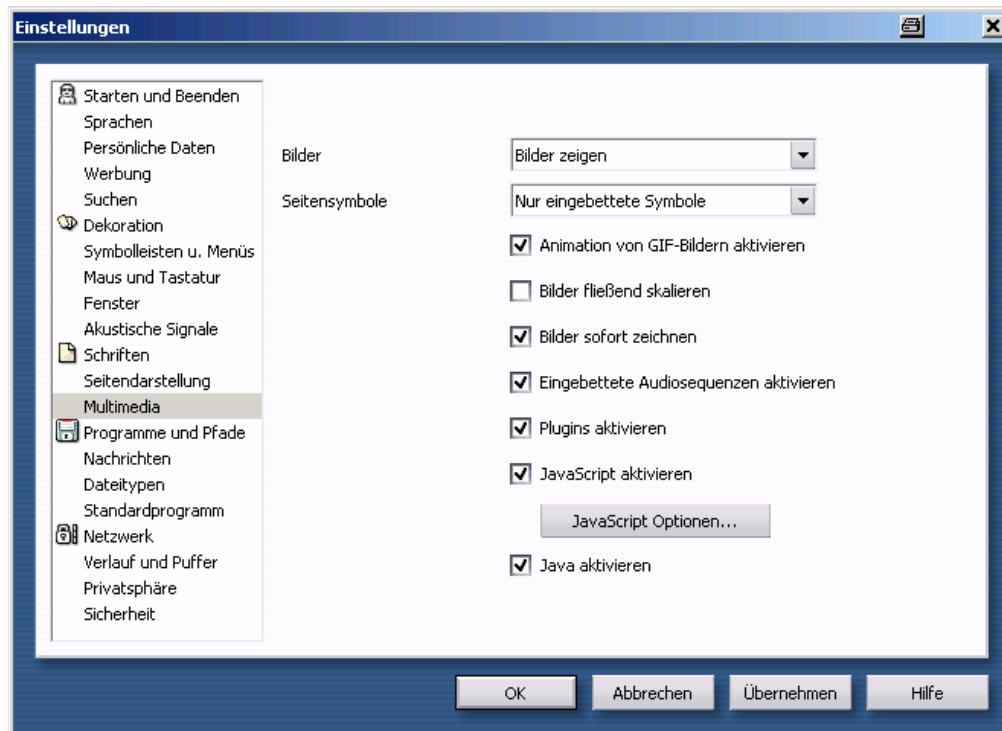 Einstellungen
Starten und Beenden
Sprachen
Persönliche Daten
Werbung
Suchen
Dekoration
Symbolleisten u. Menüs
Maus und Tastatur
Fenster
Akustische Signale
Schriften
Seitendarstellung
Multimedia
Programme und Pfade
Nachrichten
Dateitypen
Standardprogramm
Netzwerk
Verlauf und Puffer
Privatsphäre
Sicherheit
Bilder
Bilder zeigen
Seitensymbole
Nur eingebettete Symbole
Animation von GIF-Bildern aktivieren
Bilder fließend skalieren
Bilder sofort zeichnen
Eingebettete Audiosequenzen aktivieren
Plugins aktivieren
JavaScript aktivieren
JavaScript Optionen...
Java aktivieren
OK
Abbrechen
Übernehmen
Hilfe